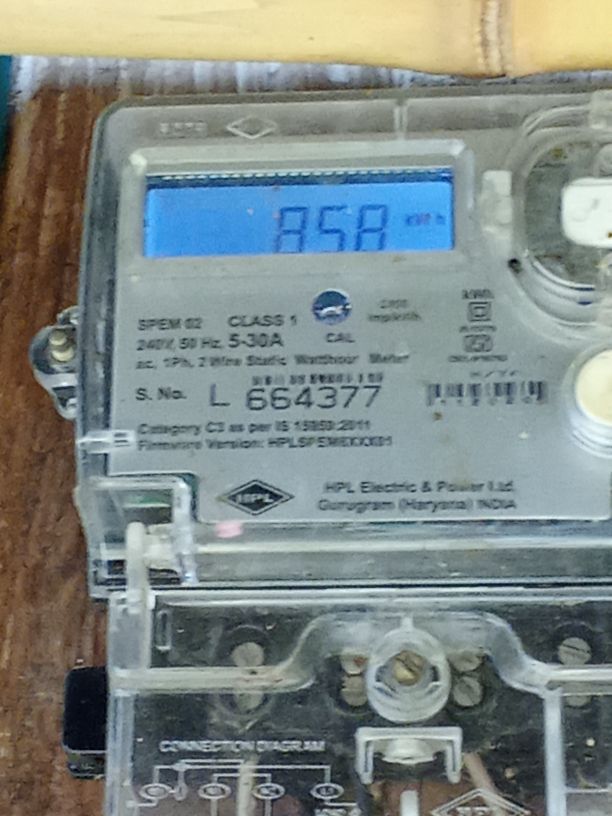 858 kWh
SPEM 02 CLASS 1
240V, 50 Hz, 5-30A CAL
ac, 1Ph, 2 Wire Static Watthour Meter
S. No. L 664377
Category C3 as per IS 15959:2011
Firmware Version:
HPL
HPL Electric & Power Ltd.
Gurugram (Haryana) INDIA
CONNECTION DIAGRAM